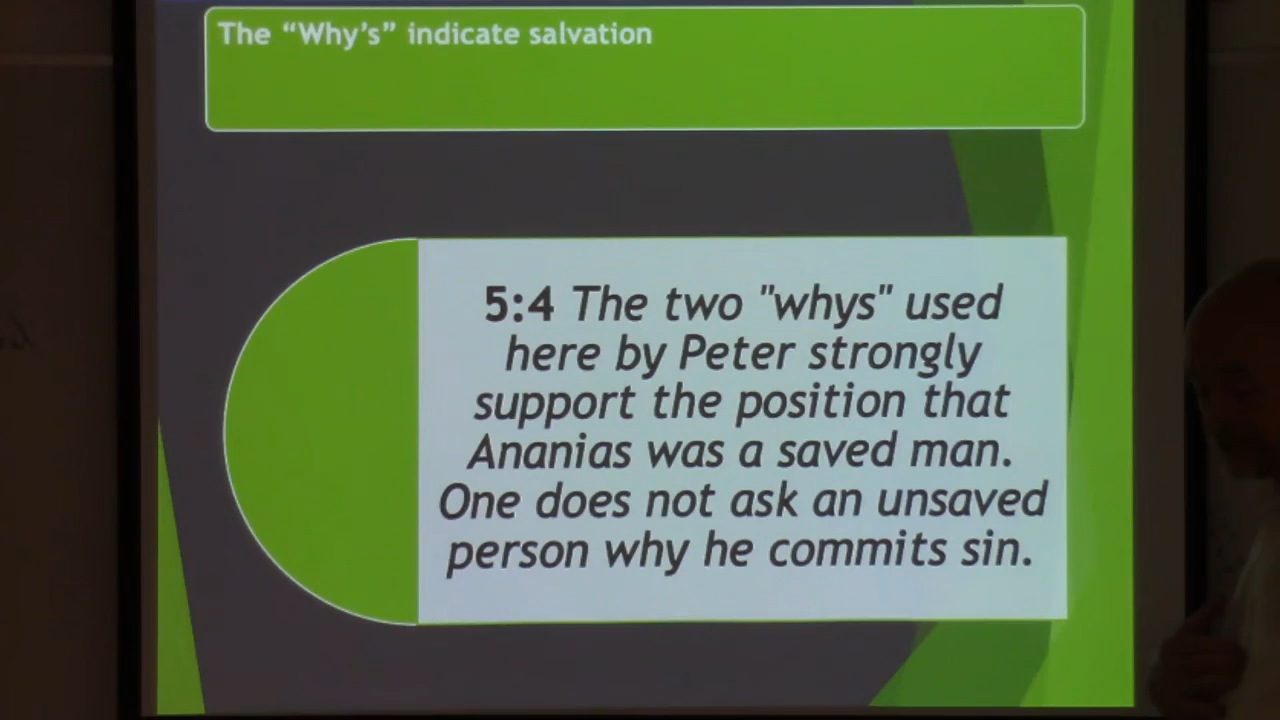 The “Why’s” indicate salvation
5:4 The two "whys" used
here by Peter strongly
support the position that
Ananias was a saved man.
One does not ask an unsaved
person why he commits sin.